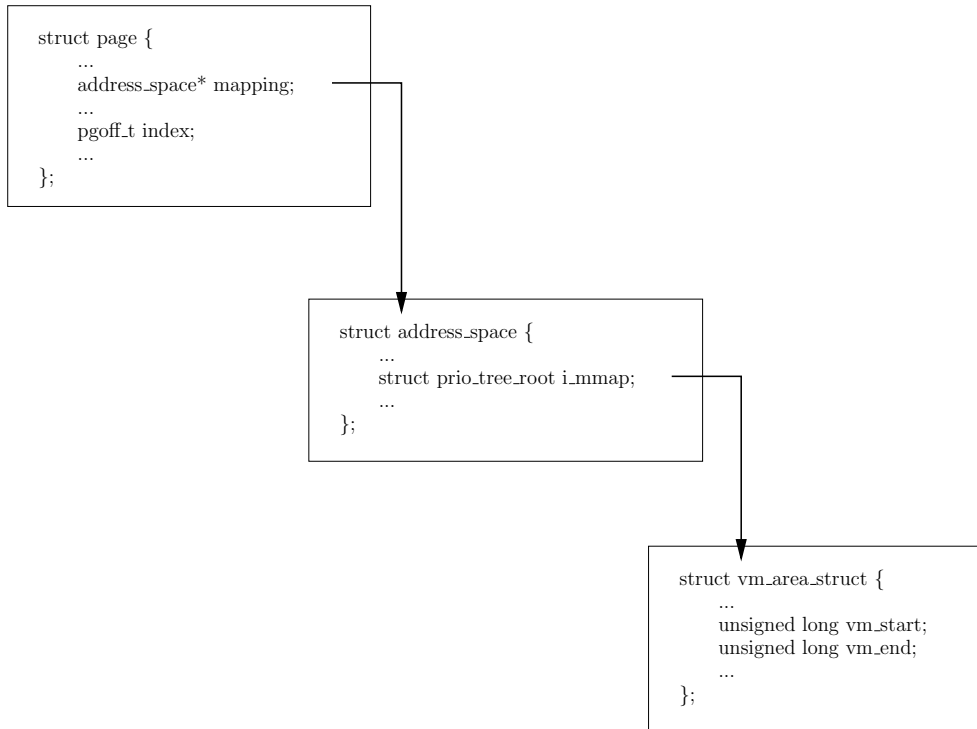 struct page {
...
address_space* mapping;
...
pgoff_t index;
...
};
struct address_space {
...
struct prio_tree_root i_mmap;
...
};
struct vm_area_struct {
...
unsigned long vm_start;
unsigned long vm_end;
...
};